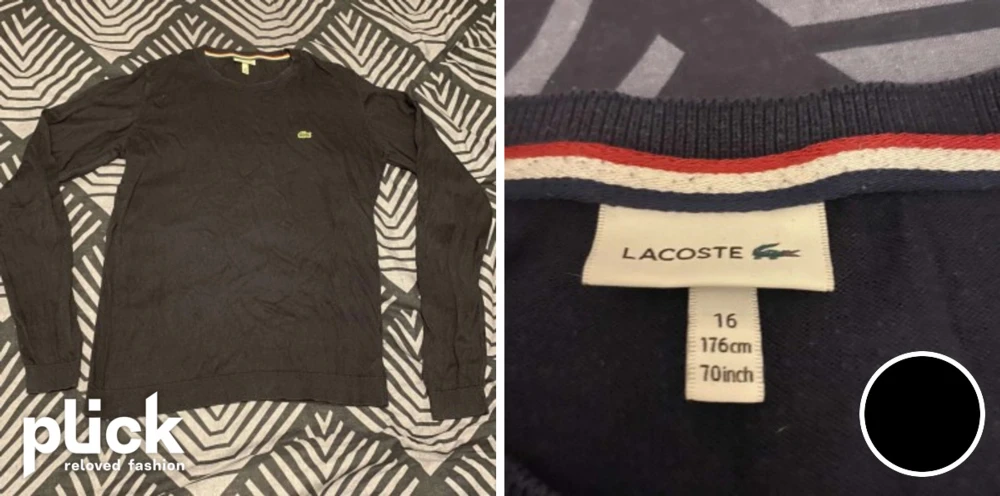 plick
reloved fashion
LACOSTE
16
176cm
70inch